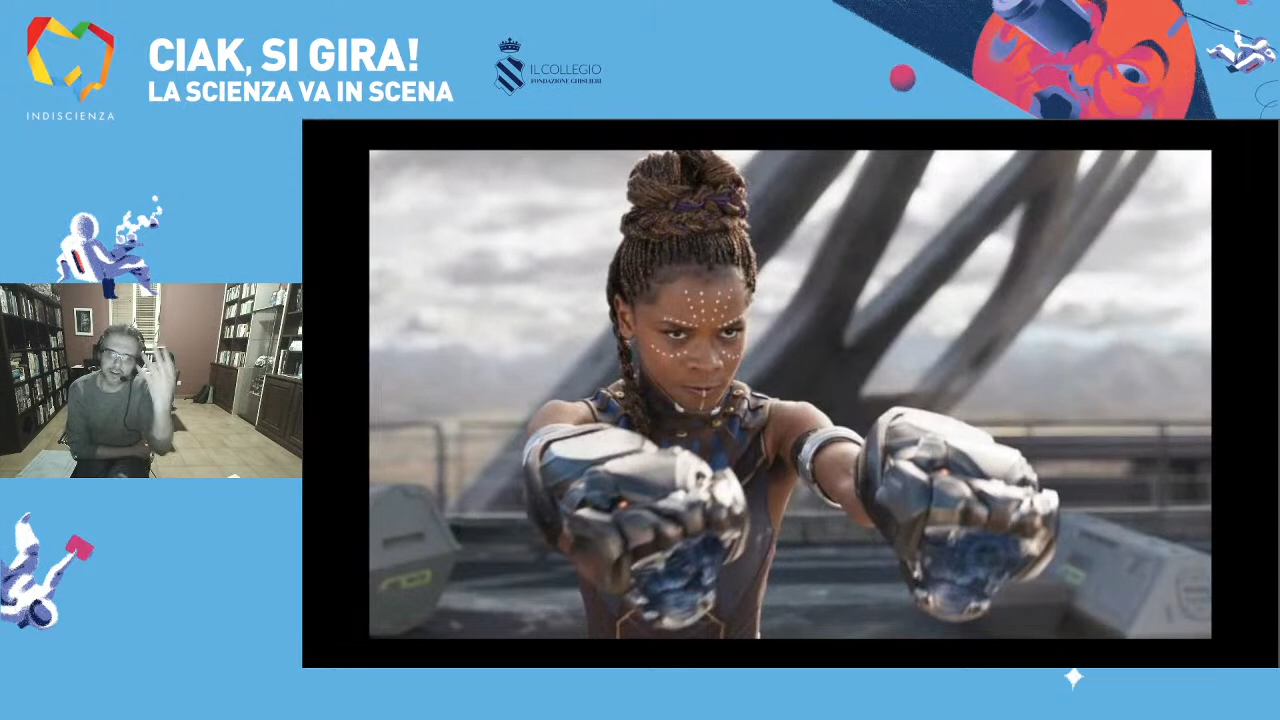 CIAK, SI GIRA!
LA SCIENZA VA IN SCENA
INDISCIENZA
IL COLLEGIO
FONDAZIONE GHISLIERI